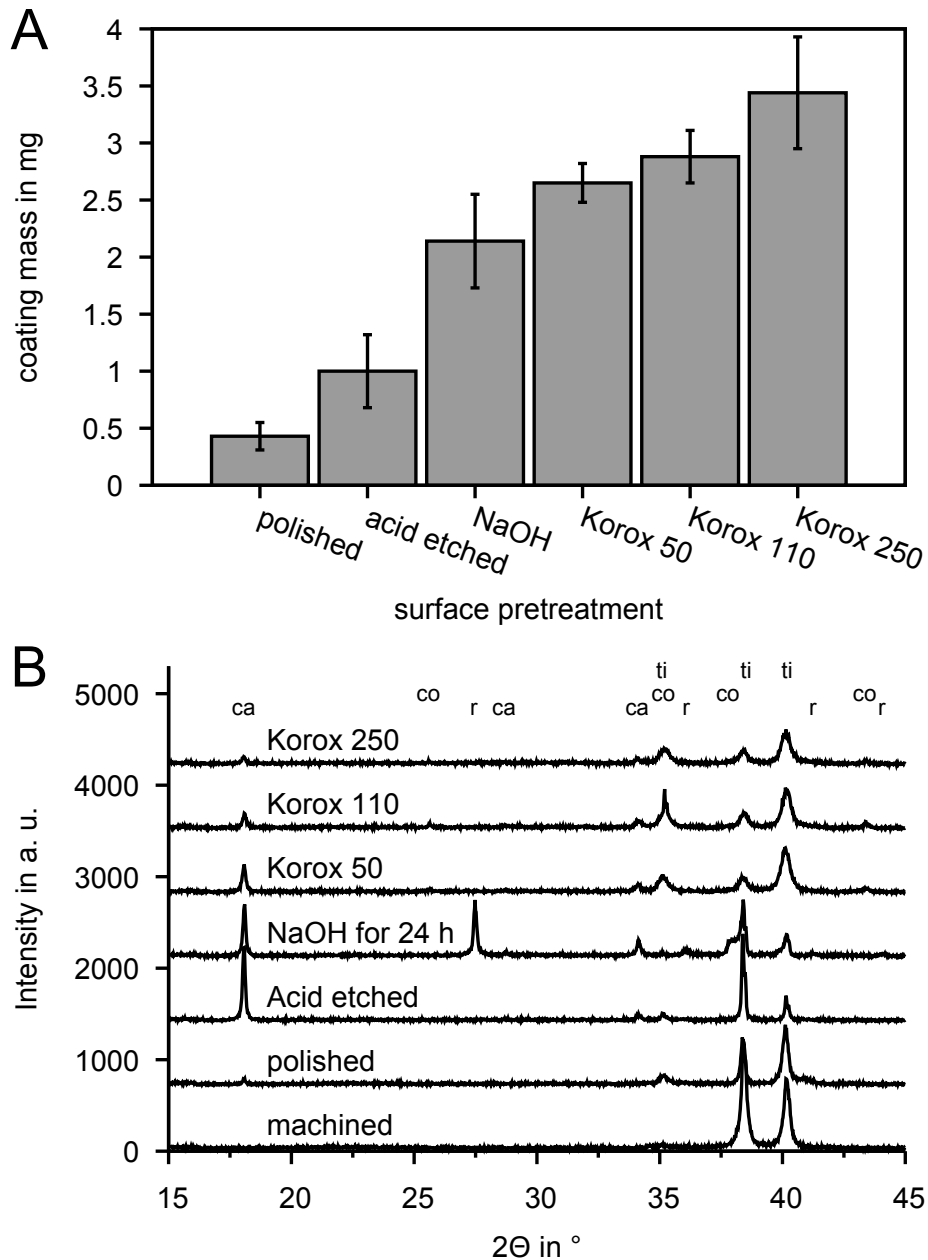 A
4
3.5
3
2.5
2
1.5
1
0.5
0
coating mass in mg
polished
acid etched
NaOH
Korox 50
Korox 110
Korox 250
surface pretreatment
B
ti ti ti
5000
ca co r ca ca co r co r co r
Korox 250
4000
Korox 110
Korox 50
3000
NaOH for 24 h
2000
Acid etched
1000
polished
machined
0
Intensity in a. u.
15 20 25 30 35 40 45
2Θ in °